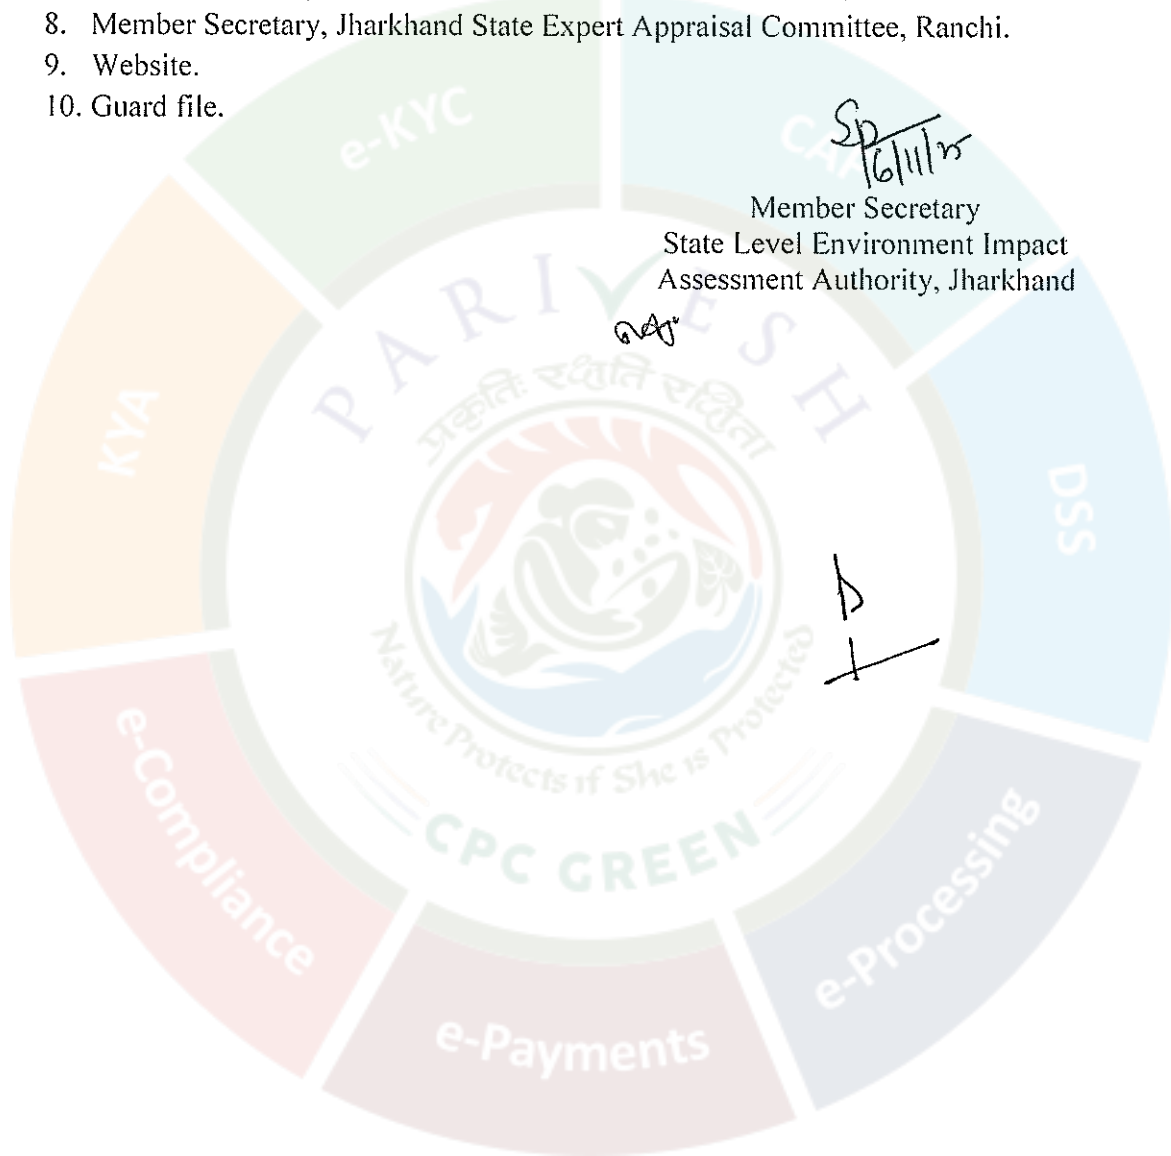 8. Member Secretary, Jharkhand State Expert Appraisal Committee, Ranchi.
9. Website.
10. Guard file.
6/11/25
Member Secretary
State Level Environment Impact
Assessment Authority, Jharkhand
e-KYC
KYA
DSS
PARIVESH
प्रकृतिः रक्षति रक्षिता
Nature Protects if She is Protected
CPC GREEN
e-Compliance
e-Processing
e-Payments